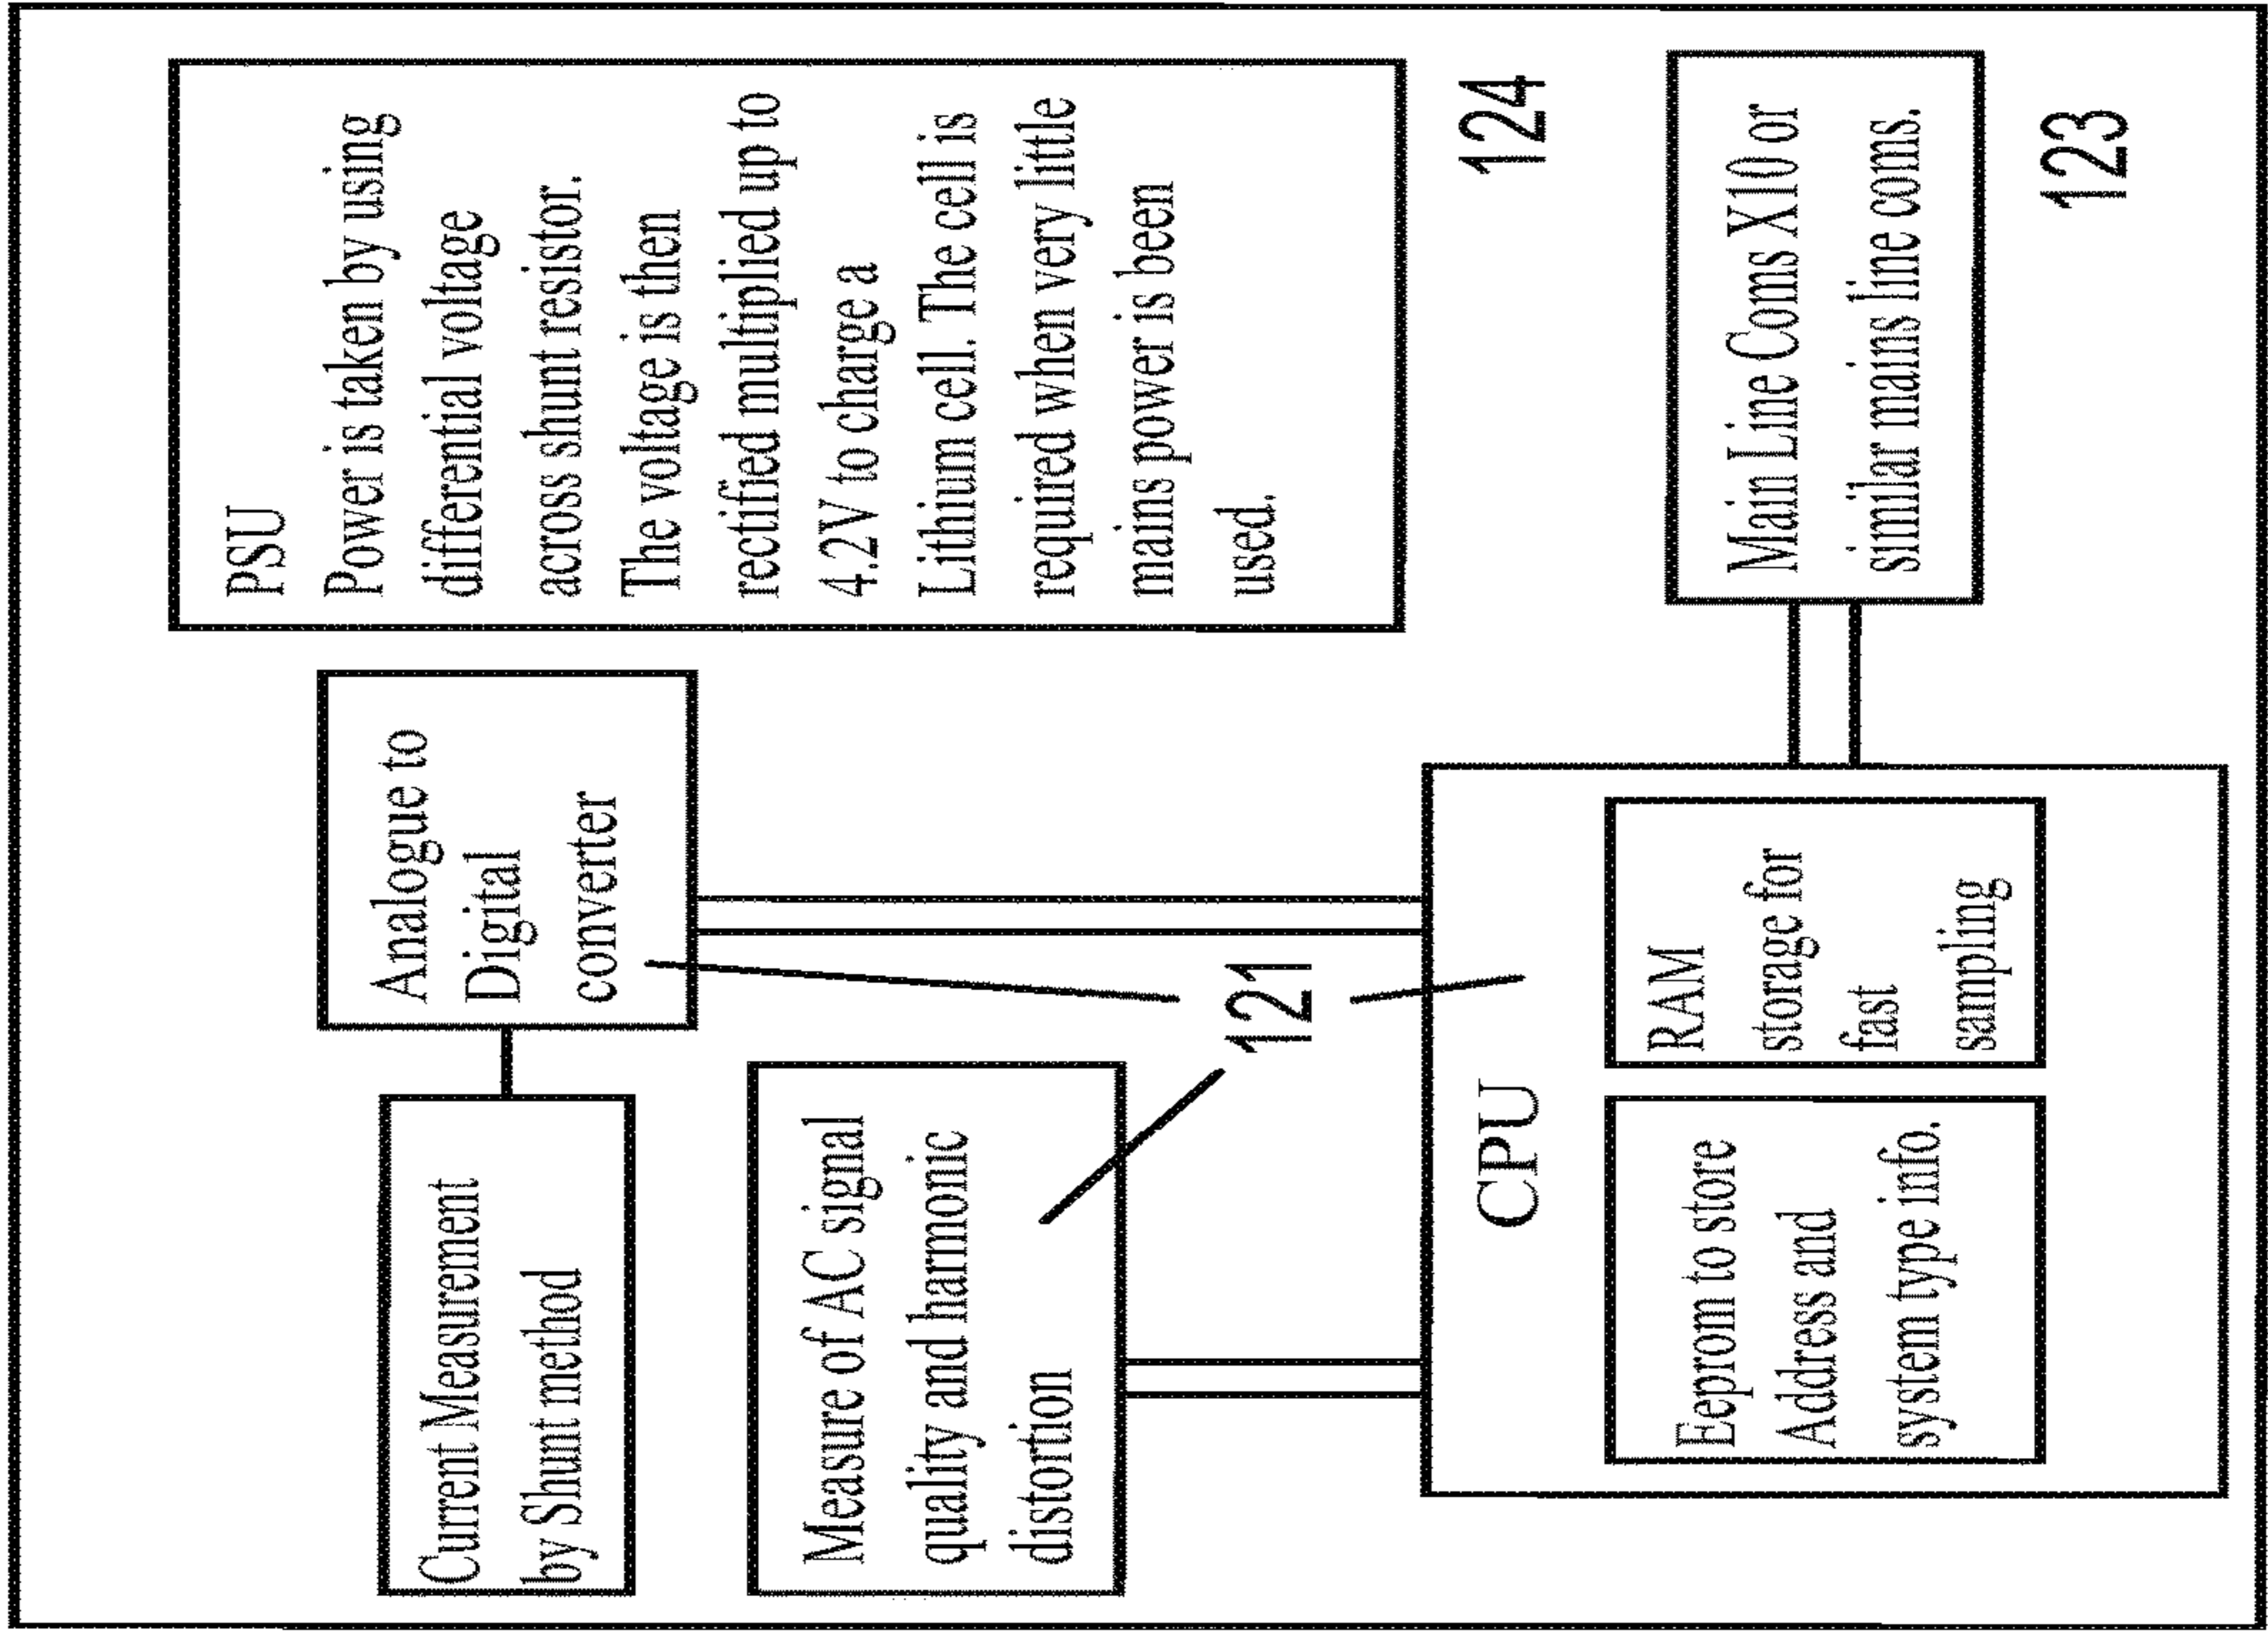 Current Measurement
by Shunt method
Analogue to
Digital
converter
PSU
Power is taken by using
differential voltage
across shunt resistor.
The voltage is then
rectified multiplied up to
4.2V to charge a
Lithium cell. The cell is
required when very little
mains power is been
used.
124
Measure of AC signal
quality and harmonic
distortion
121
CPU
Eeprom to store
Address and
system type info.
RAM
storage for
fast
sampling
Main Line Coms X10 or
similar mains line coms.
123